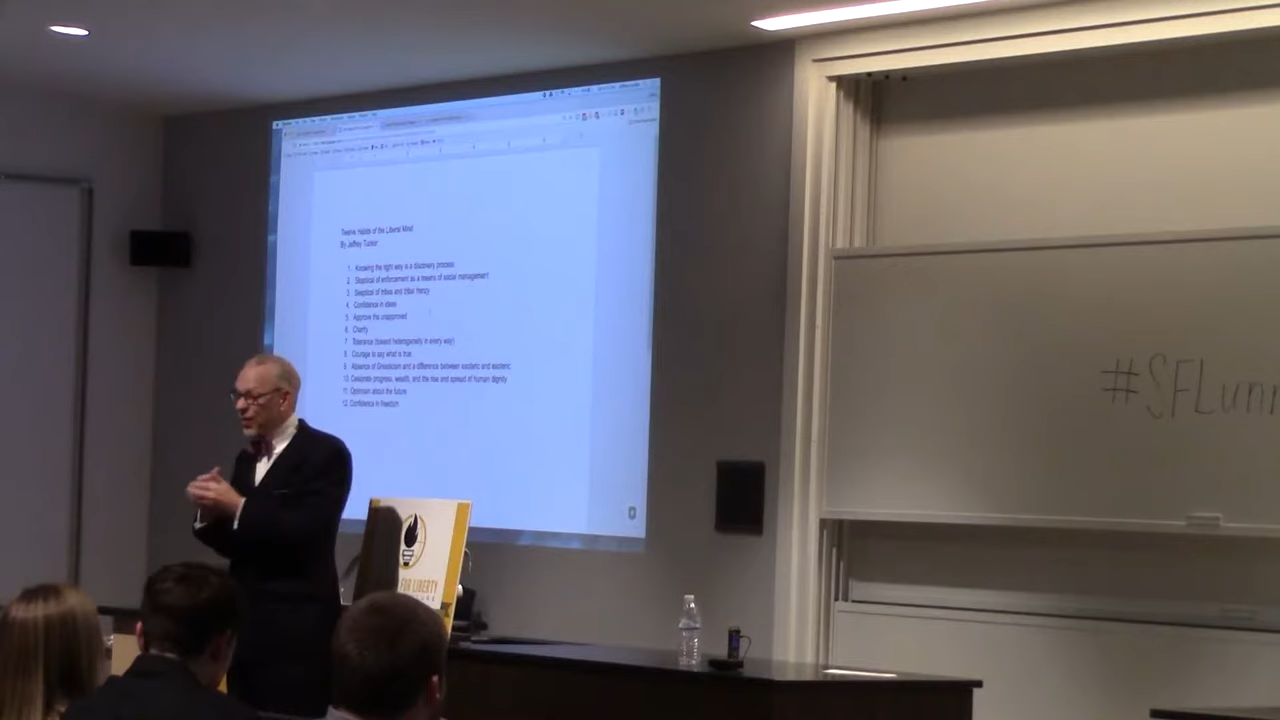 Twelve Habits of the Liberal Mind
By Jeffrey Tucker
1. Knowing the right way is a discovery process
2. Skeptical of enforcement as a means of social management
3. Skeptical of tribes and tribal frenzy
4. Confidence in ideas
5. Approve the unapproved
6. Charity
7. Tolerance (toward heterogeneity in every way)
8. Courage to say what is true
9. Absence of Gnosticism and a difference between esoteric and exoteric
10. Celebrate progress, wealth, and the rise and spread of human dignity
11. Optimism about the future
12. Confidence in freedom
FOR LIBERTY
#SFLun